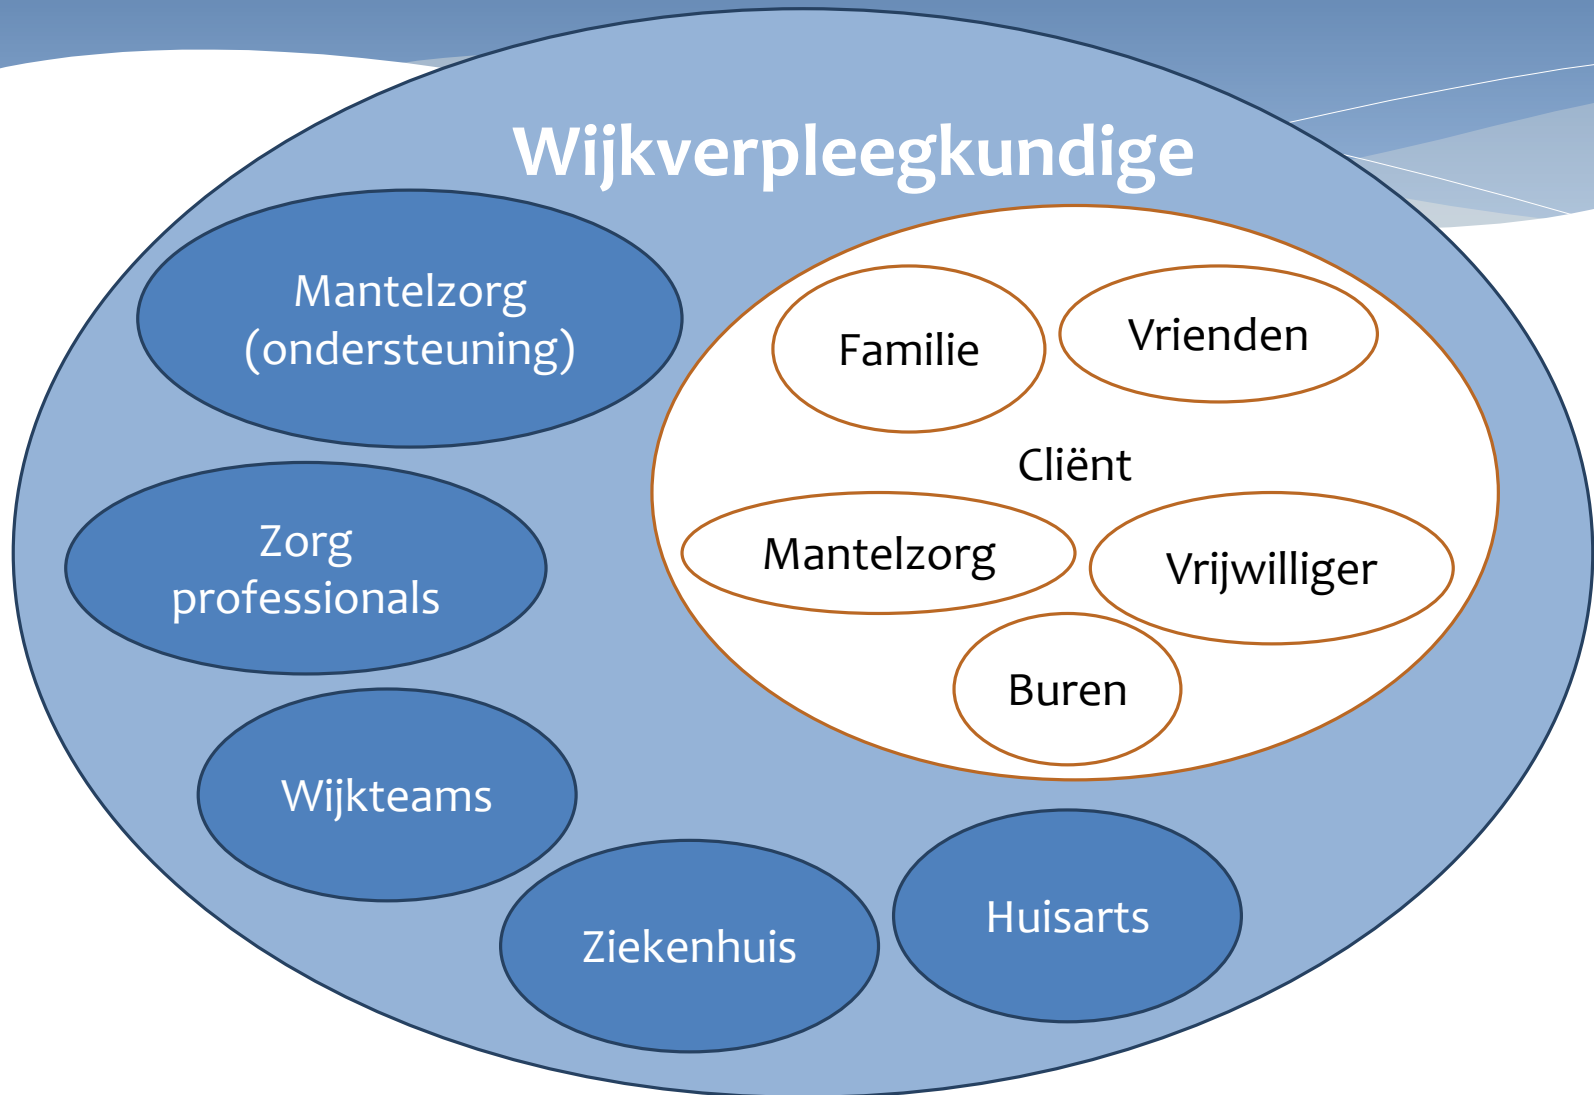 Wijkverpleegkundige
Mantelzorg
(ondersteuning)
Familie
Vrienden
Cliënt
Zorg
professionals
Mantelzorg
Vrijwilliger
Buren
Wijkteams
Ziekenhuis
Huisarts